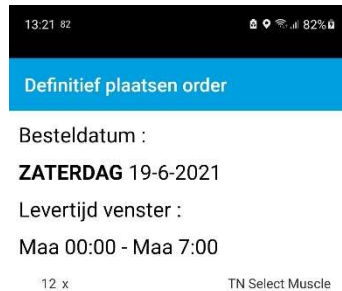 13:21 82 82%
Definitief plaatsen order
Besteldatum :
ZATERDAG 19-6-2021
Levertijd venster :
Maa 00:00 - Maa 7:00
12 x TN Select Muscle